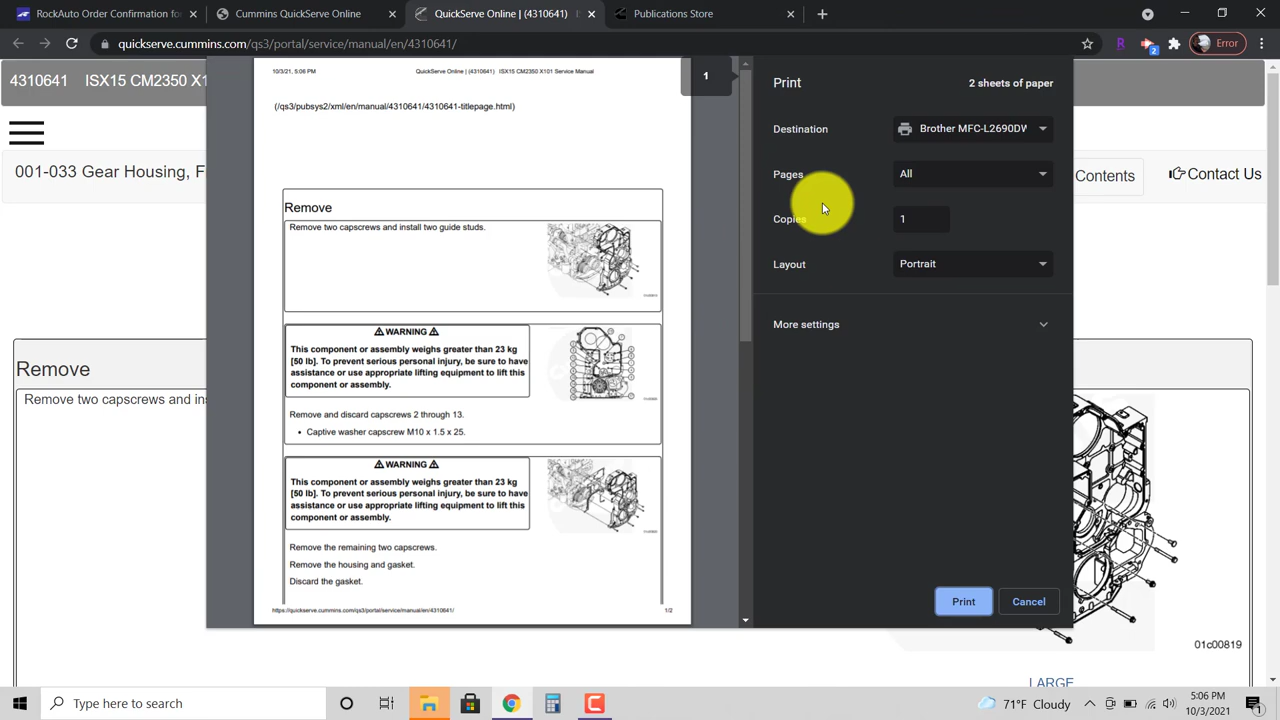 RockAuto Order Confirmation
QuickServe Online
QuickServe Online | (4310641)
Publication Store
quickserve.cummins.com/qs3/portal/service/manual/en/4310641/
2
Error
4310641 ISX15 CM2350 X10
001-033 Gear Housing, F
Contents
Contact Us
Remove
Remove two capscrews and ins
01c00819
LARGE
10/3/21, 5:06 PM
QuickServe Online | (4310641) ISX15 CM2350 X101 Service Manual
(/qs3/pubsys2/xml/en/manual/4310641/4310641-titlepage.html)
Remove
Remove two capscrews and install two guide studs.
WARNING
This component or assembly weighs greater than 23 kg
[50 lb]. To prevent serious personal injury, be sure to have
assistance or use appropriate lifting equipment to lift this
component or assembly.
Remove and discard capscrews 2 through 13.
• Captive washer capscrew M10 x 1.5 x 25.
WARNING
This component or assembly weighs greater than 23 kg
[50 lb]. To prevent serious personal injury, be sure to have
assistance or use appropriate lifting equipment to lift this
component or assembly.
Remove the remaining two capscrews.
Remove the housing and gasket.
Discard the gasket.
https://quickserve.cummins.com/qs3/portal/service/manual/en/4310641/
1/2
1
Print
2 sheets of paper
Destination
Brother MFC-L2690DW
Pages
All
Copies
1
Layout
Portrait
More settings
Print
Cancel
Type here to search
71°F Cloudy
5:06 PM
10/3/2021
1